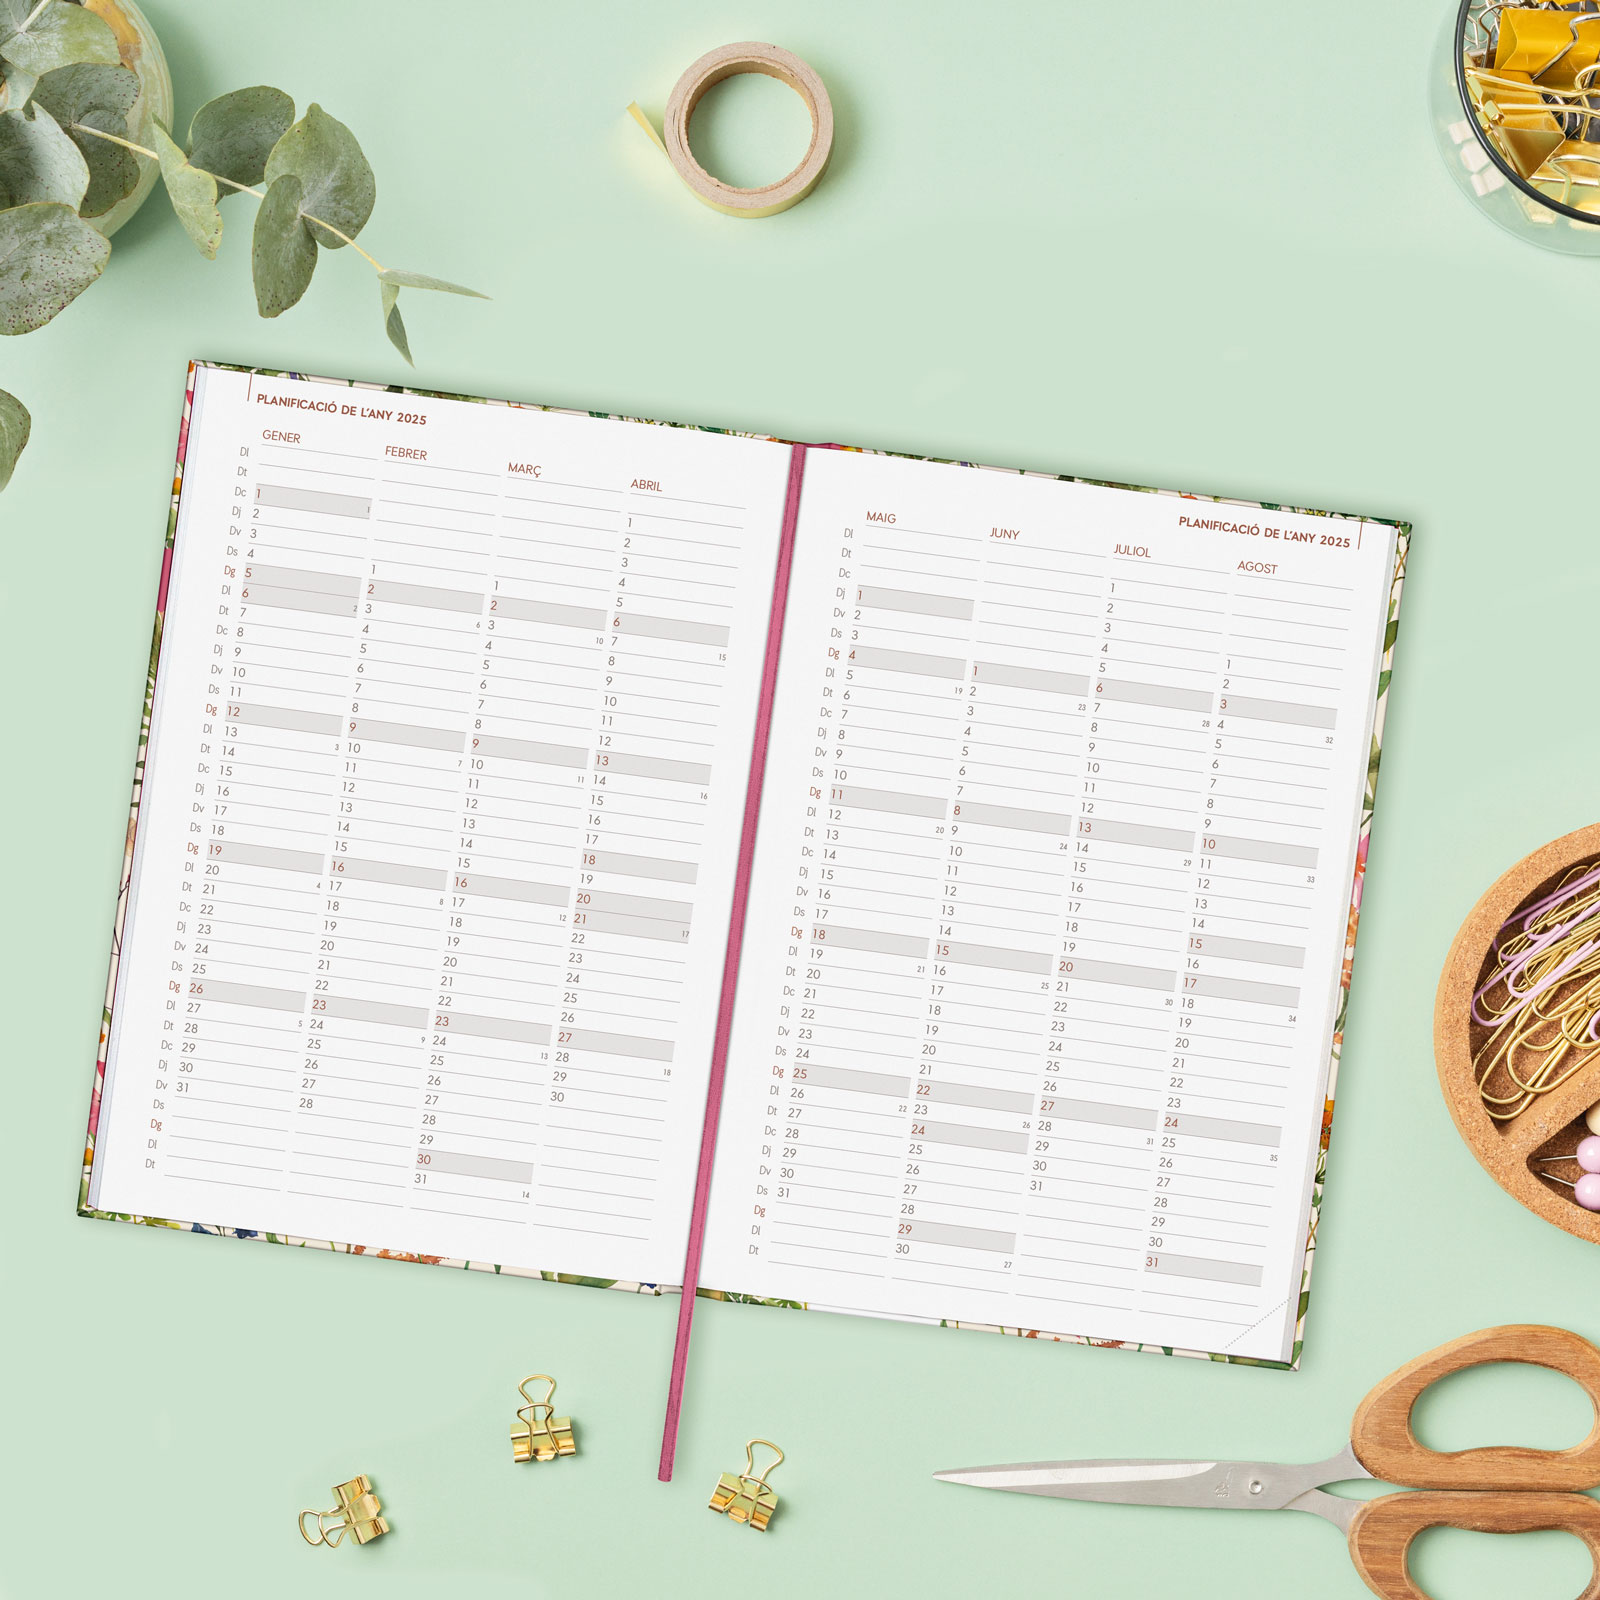 PLANIFICACIÓ DE L'ANY 2025
GENER FEBRER MARÇ ABRIL
Dl
Dt 1
Dc 1 1 2
Dj 2 3
Dv 3 4
Ds 4 1 1 5
Dg 5 2 2 6
Dl 6 2 3 6 3 10 7 15
Dt 7 4 4 8
Dc 8 5 5 9
Dj 9 6 6 10
Dv 10 7 7 11
Ds 11 8 8 12
Dg 12 9 9 13
Dl 13 3 10 7 10 11 14 16
Dt 14 11 11 15
Dc 15 12 12 16
Dj 16 13 13 17
Dv 17 14 14 18
Ds 18 15 15 19
Dg 19 16 16 20
Dl 20 4 17 8 17 12 21 17
Dt 21 18 18 22
Dc 22 19 19 23
Dj 23 20 20 24
Dv 24 21 21 25
Ds 25 22 22 26
Dg 26 23 23 27
Dl 27 5 24 9 24 13 28 18
Dt 28 25 25 29
Dc 29 26 26 30
Dj 30 27 27
Dv 31 28 28
Ds 29
Dg 30
Dl 31 14
Dt
PLANIFICACIÓ DE L'ANY 2025
MAIG JUNY JULIOL AGOST
Dl
Dt 1
Dc 2
Dj 1 3
Dv 2 4 1
Ds 3 5 2
Dg 4 1 6 3
Dl 5 19 2 23 7 28 4 32
Dt 6 3 8 5
Dc 7 4 9 6
Dj 8 5 10 7
Dv 9 6 11 8
Ds 10 7 12 9
Dg 11 8 13 10
Dl 12 20 9 24 14 29 11 33
Dt 13 10 15 12
Dc 14 11 16 13
Dj 15 12 17 14
Dv 16 13 18 15
Ds 17 14 19 16
Dg 18 15 20 17
Dl 19 21 16 25 21 30 18 34
Dt 20 17 22 19
Dc 21 18 23 20
Dj 22 19 24 21
Dv 23 20 25 22
Ds 24 21 26 23
Dg 25 22 27 24
Dl 26 22 23 26 28 31 25 35
Dt 27 24 29 26
Dc 28 25 30 27
Dj 29 26 31 28
Dv 30 27 29
Ds 31 28 30
Dg 29 31
Dl 30 27
Dt